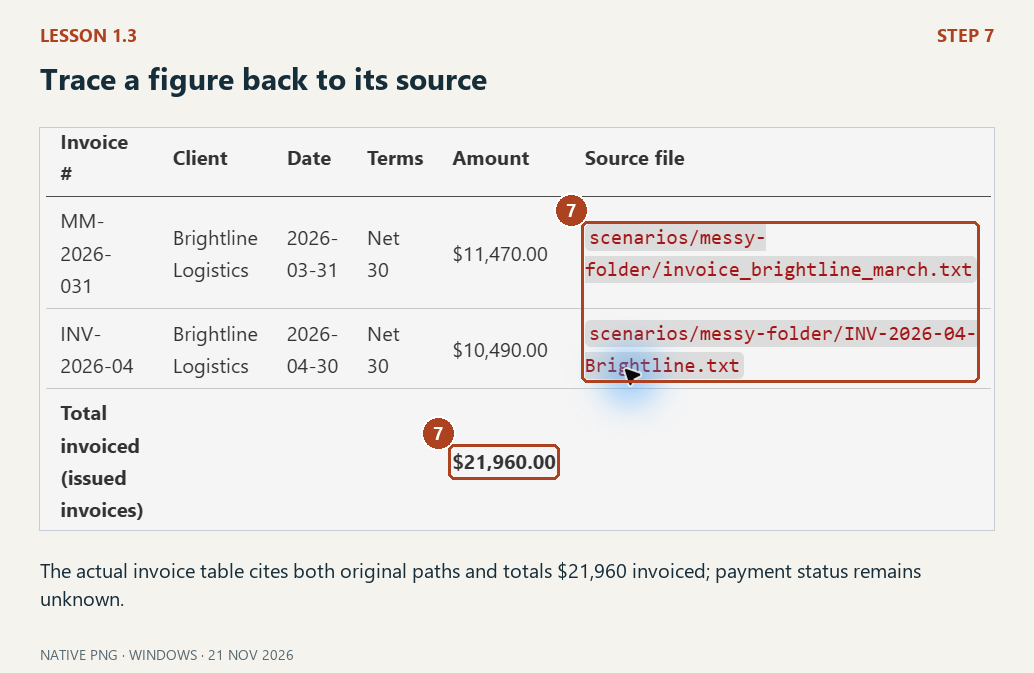 LESSON 1.3
STEP 7
Trace a figure back to its source
Invoice # Client Date Terms Amount Source file
7
MM-2026-031 Brightline Logistics 2026-03-31 Net 30 $11,470.00 scenarios/messy-folder/invoice_brightline_march.txt
INV-2026-04 Brightline Logistics 2026-04-30 Net 30 $10,490.00 scenarios/messy-folder/INV-2026-04-Brightline.txt
7
Total invoiced (issued invoices) $21,960.00
The actual invoice table cites both original paths and totals $21,960 invoiced; payment status remains
unknown.
NATIVE PNG · WINDOWS · 21 NOV 2026